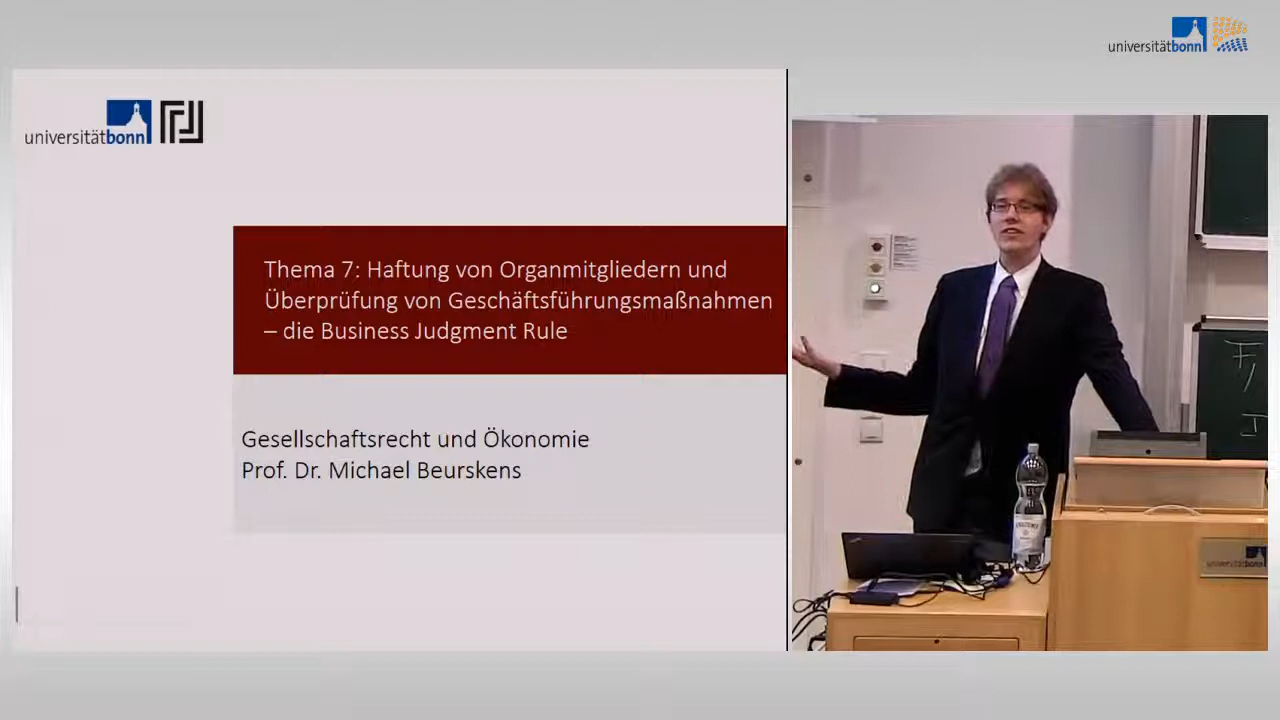 universitätbonn
universitätbonn
Thema 7: Haftung von Organmitgliedern und
Überprüfung von Geschäftsführungsmaßnahmen
– die Business Judgment Rule
Gesellschaftsrecht und Ökonomie
Prof. Dr. Michael Beurskens
universitätbonn